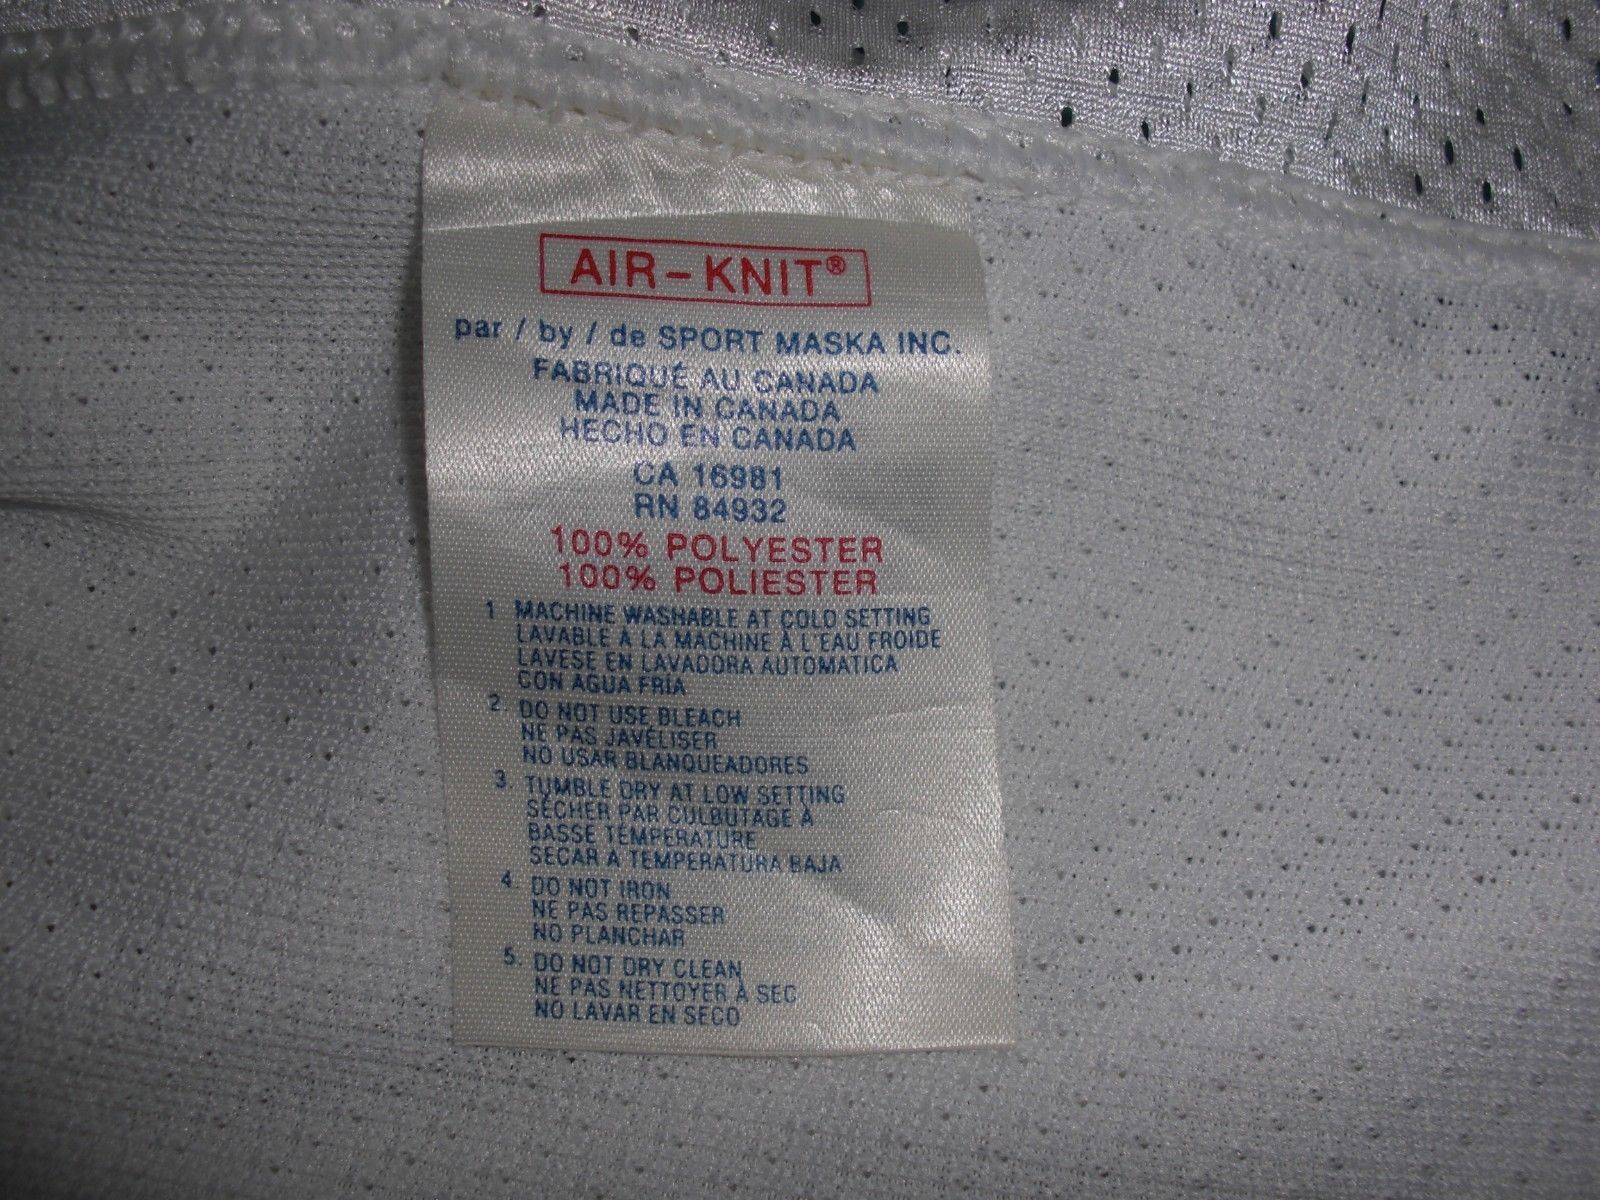 AIR-KNIT®
par / by / de SPORT MASKA INC.
FABRIQUÉ AU CANADA
MADE IN CANADA
HECHO EN CANADA
CA 16981
RN 84932
100% POLYESTER
100% POLIESTER
1 MACHINE WASHABLE AT COLD SETTING
LAVABLE À LA MACHINE À L'EAU FROIDE
LAVESE EN LAVADORA AUTOMATICA
CON AGUA FRIA
2. DO NOT USE BLEACH
NE PAS JAVÉLISER
NO USAR BLANQUEADORES
3. TUMBLE DRY AT LOW SETTING
SÉCHER PAR CULBUTAGE À
BASSE TEMPÉRATURE
SECAR A TEMPERATURA BAJA
4. DO NOT IRON
NE PAS REPASSER
NO PLANCHAR
5. DO NOT DRY CLEAN
NE PAS NETTOYER À SEC
NO LAVAR EN SECO